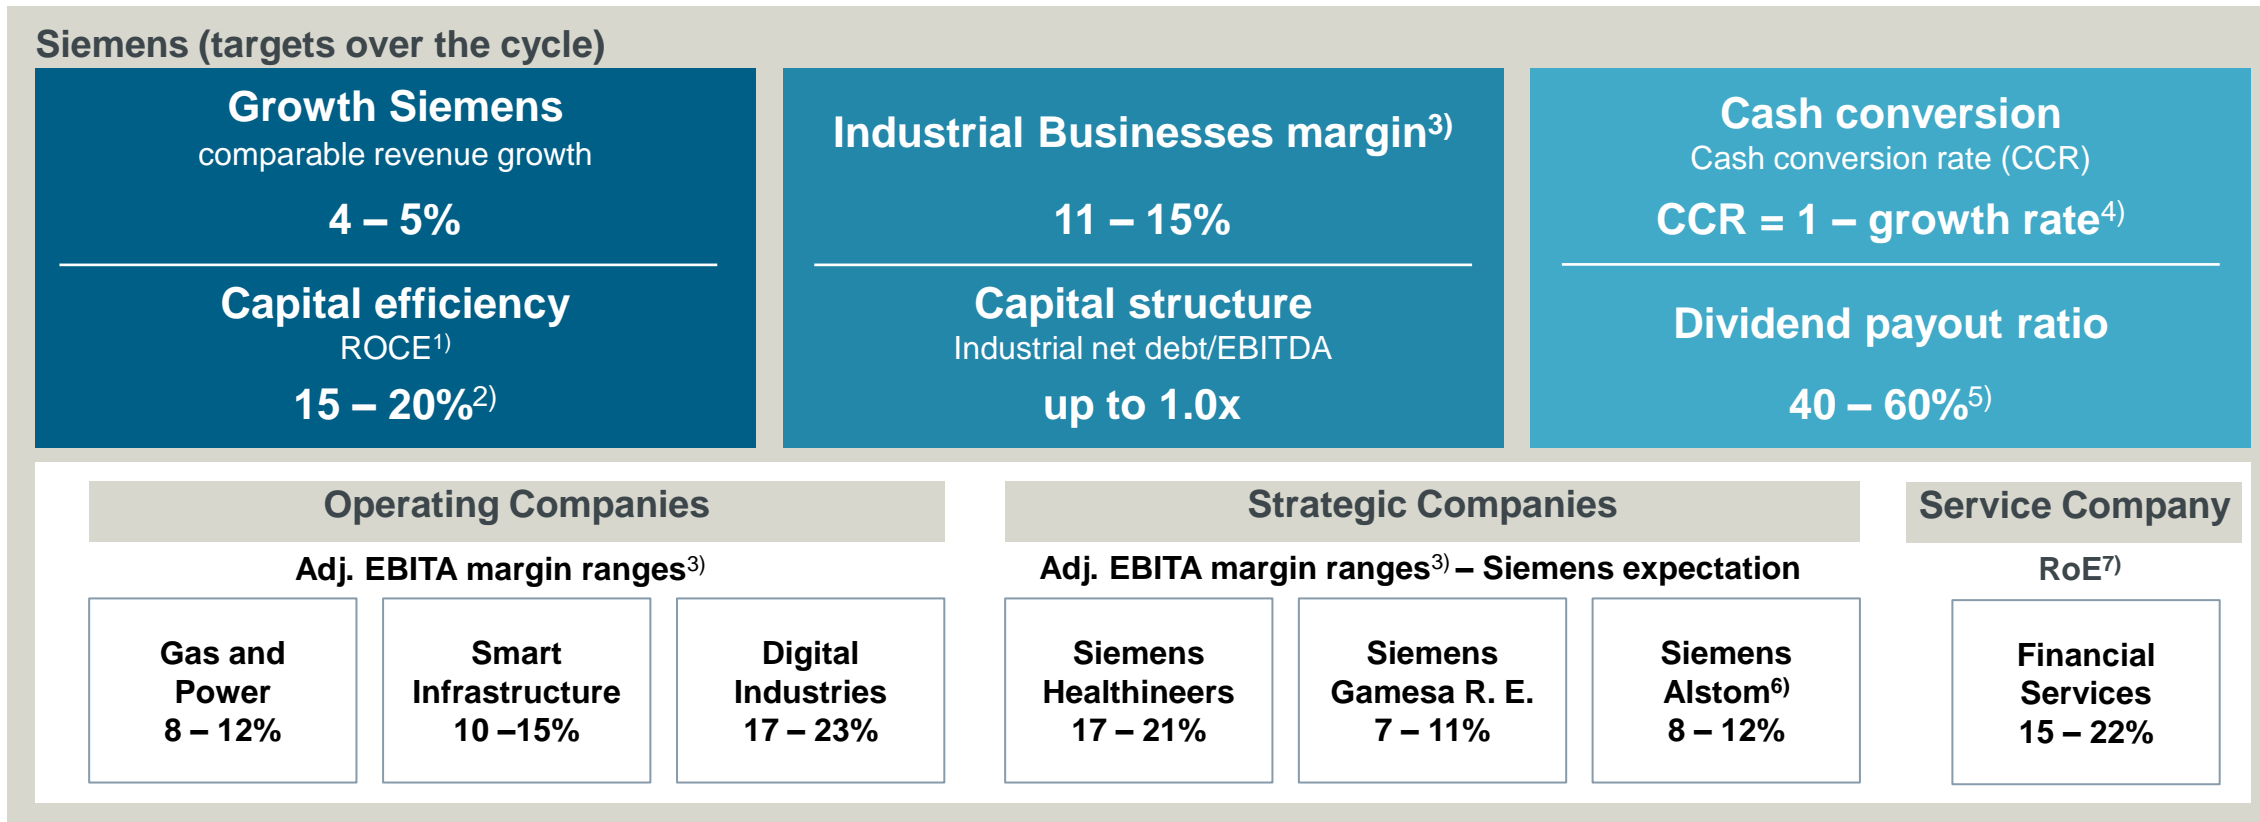 Siemens (targets over the cycle)
Growth Siemens
comparable revenue growth
4 – 5%
Capital efficiency
ROCE1)
15 – 20%2)
Industrial Businesses margin3)
11 – 15%
Capital structure
Industrial net debt/EBITDA
up to 1.0x
Cash conversion
Cash conversion rate (CCR)
CCR = 1 – growth rate4)
Dividend payout ratio
40 – 60%5)
Operating Companies
Adj. EBITA margin ranges3)
Gas and
Power
8 – 12%
Smart
Infrastructure
10 –15%
Digital
Industries
17 – 23%
Strategic Companies
Adj. EBITA margin ranges3) – Siemens expectation
Siemens
Healthineers
17 – 21%
Siemens
Gamesa R. E.
7 – 11%
Siemens
Alstom6)
8 – 12%
Service Company
RoE7)
Financial
Services
15 – 22%